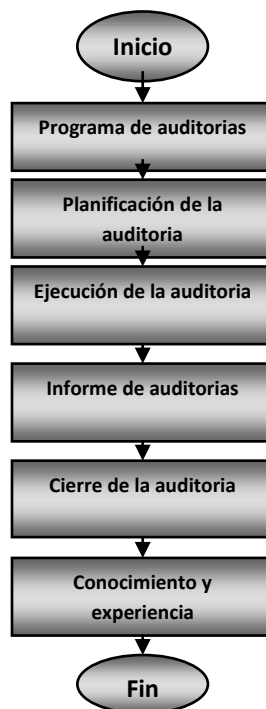 Inicio
Programa de auditorias
Planificación de la
auditoria
Ejecución de la auditoria
Informe de auditorias
Cierre de la auditoria
Conocimiento y
experiencia
Fin